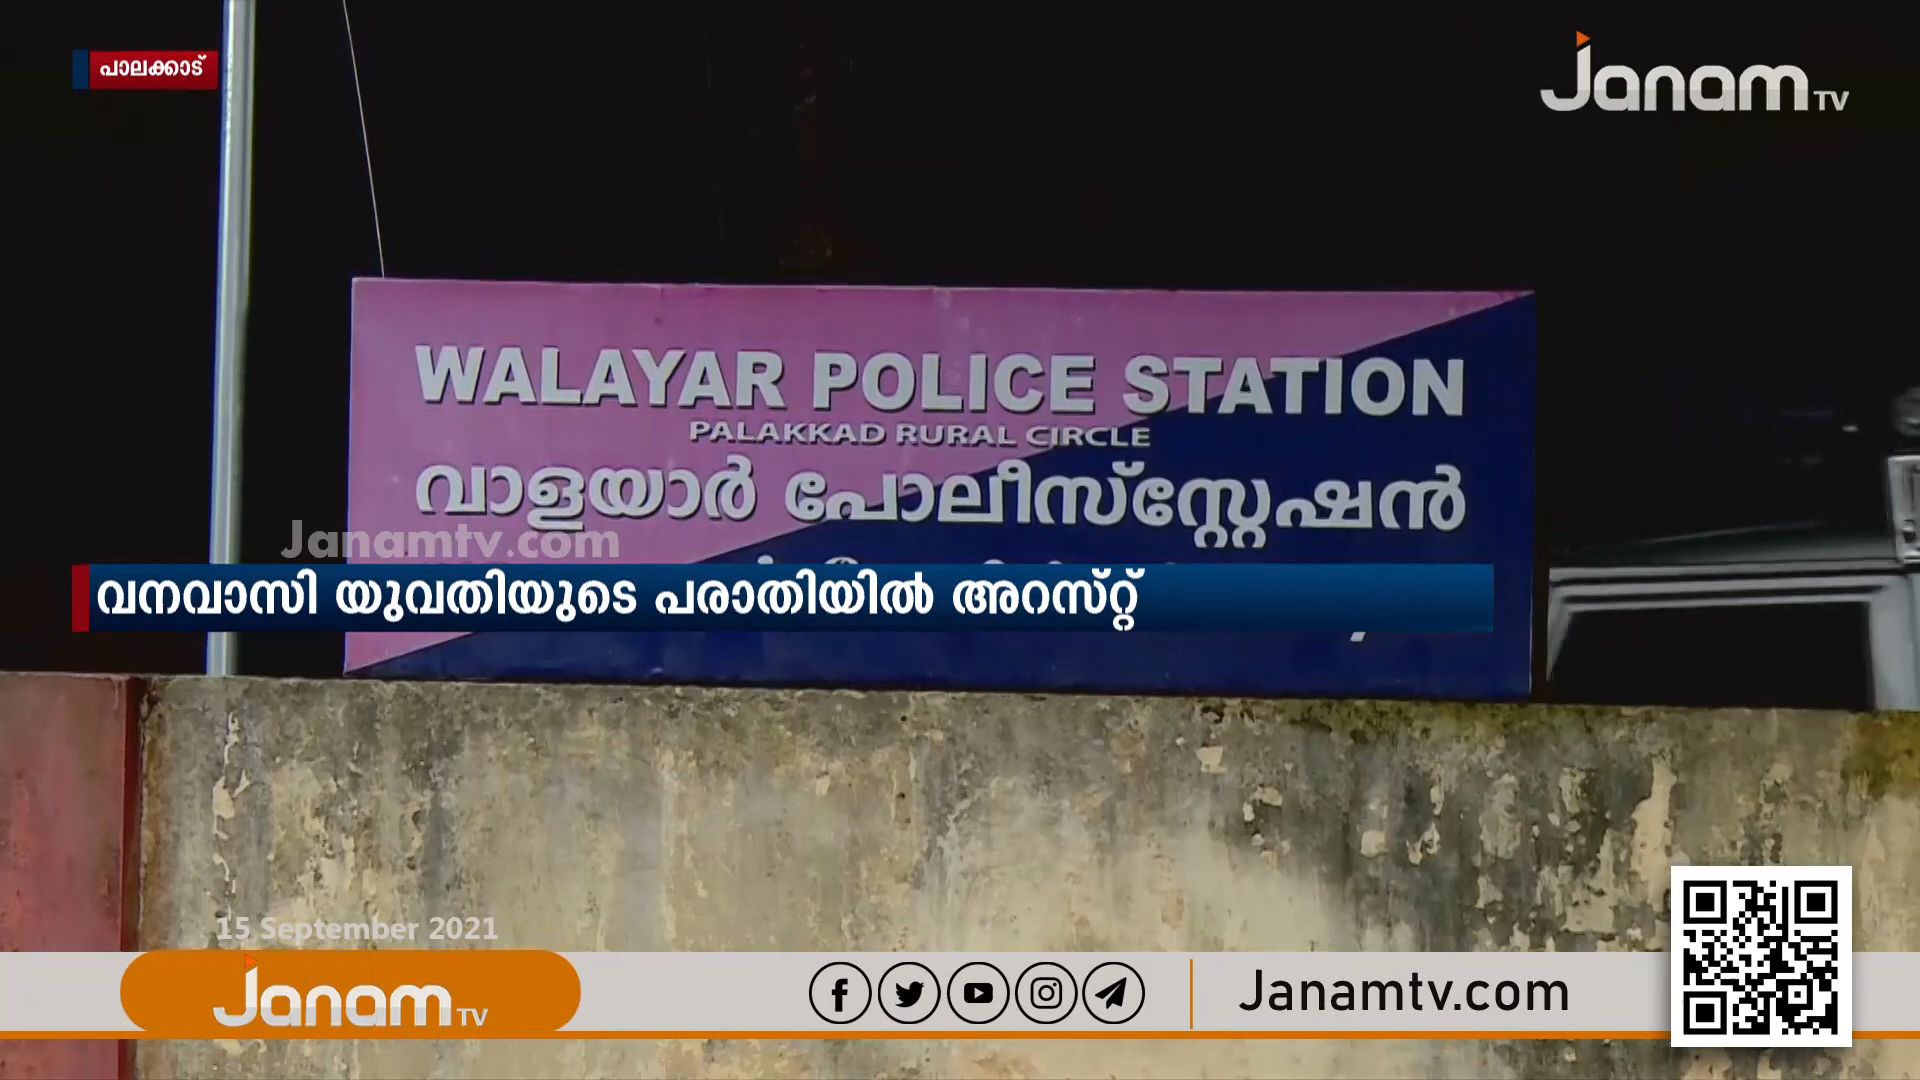 പാലക്കാട്
Janam TV
WALAYAR POLICE STATION
PALAKKAD RURAL CIRCLE
വാളയാർ പോലീസ്സ്റ്റേഷൻ
Janamtv.com
വനവാസി യുവതിയുടെ പരാതിയിൽ അറസ്റ്റ്
15 September 2021
Janam TV
Janamtv.com